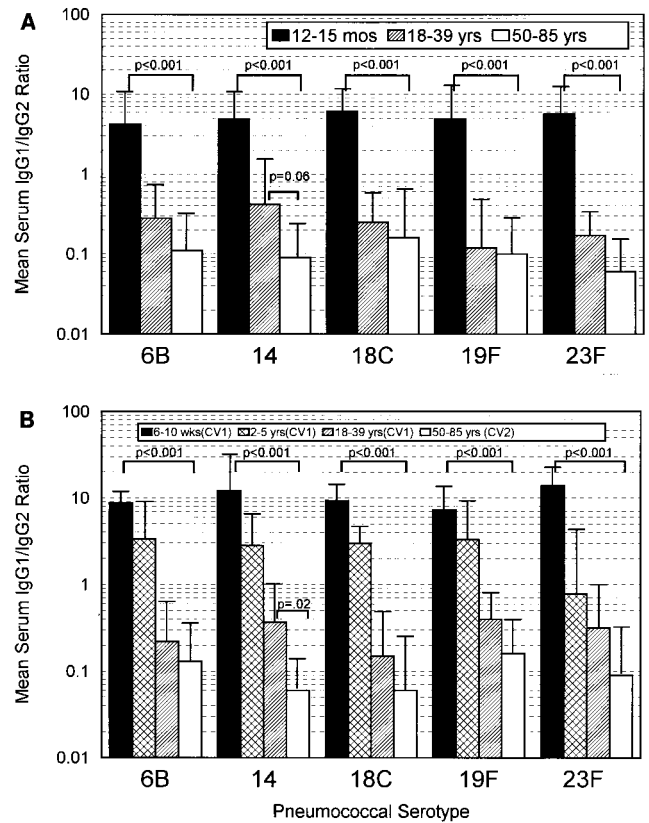 A
100
10
1
0.1
0.01
Mean Serum IgG1/IgG2 Ratio
12-15 mos 18-39 yrs 50-85 yrs
p<0.001 p<0.001 p<0.001 p<0.001 p<0.001
p=0.06
6B 14 18C 19F 23F
B
100
10
1
0.1
0.01
Mean Serum IgG1/IgG2 Ratio
6-10 wks(CV1) 2-5 yrs(CV1) 18-39 yrs(CV1) 50-85 yrs (CV2)
p<0.001 p<0.001 p<0.001 p<0.001 p<0.001
p=.02
6B 14 18C 19F 23F
Pneumococcal Serotype